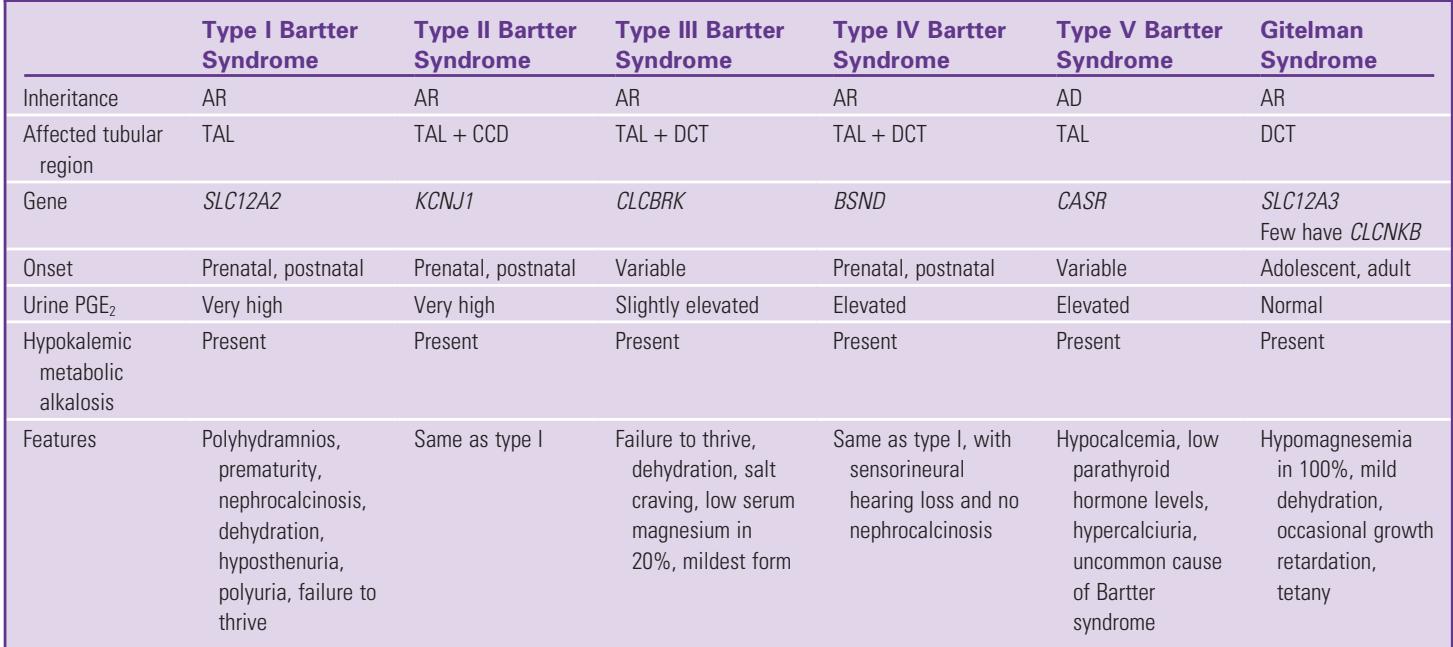 Type I Bartter Syndrome
Type II Bartter Syndrome
Type III Bartter Syndrome
Type IV Bartter Syndrome
Type V Bartter Syndrome
Gitelman Syndrome
Inheritance AR AR AR AR AD AR
Affected tubular region TAL TAL + CCD TAL + DCT TAL + DCT TAL DCT
Gene SLC12A2 KCNJ1 CLCBRK BSND CASR SLC12A3
Few have CLCNKB
Onset Prenatal, postnatal Prenatal, postnatal Variable Prenatal, postnatal Variable Adolescent, adult
Urine PGE₂ Very high Very high Slightly elevated Elevated Elevated Normal
Hypokalemic metabolic alkalosis Present Present Present Present Present Present
Features
Polyhydramnios,
prematurity,
nephrocalcinosis,
dehydration,
hyposthenuria,
polyuria, failure to
thrive
Same as type I
Failure to thrive,
dehydration, salt
craving, low serum
magnesium in
20%, mildest form
Same as type I, with
sensorineural
hearing loss and no
nephrocalcinosis
Hypocalcemia, low
parathyroid
hormone levels,
hypercalciuria,
uncommon cause
of Bartter
syndrome
Hypomagnesemia
in 100%, mild
dehydration,
occasional growth
retardation,
tetany